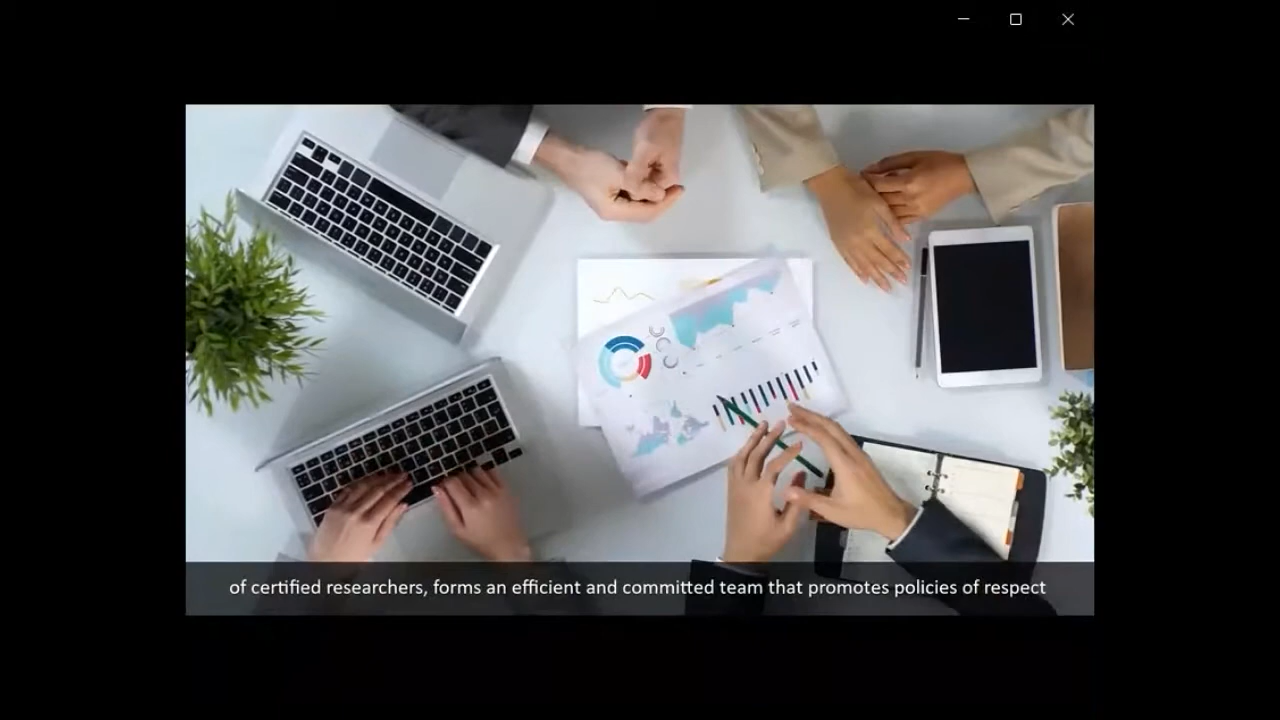 of certified researchers, forms an efficient and committed team that promotes policies of respect